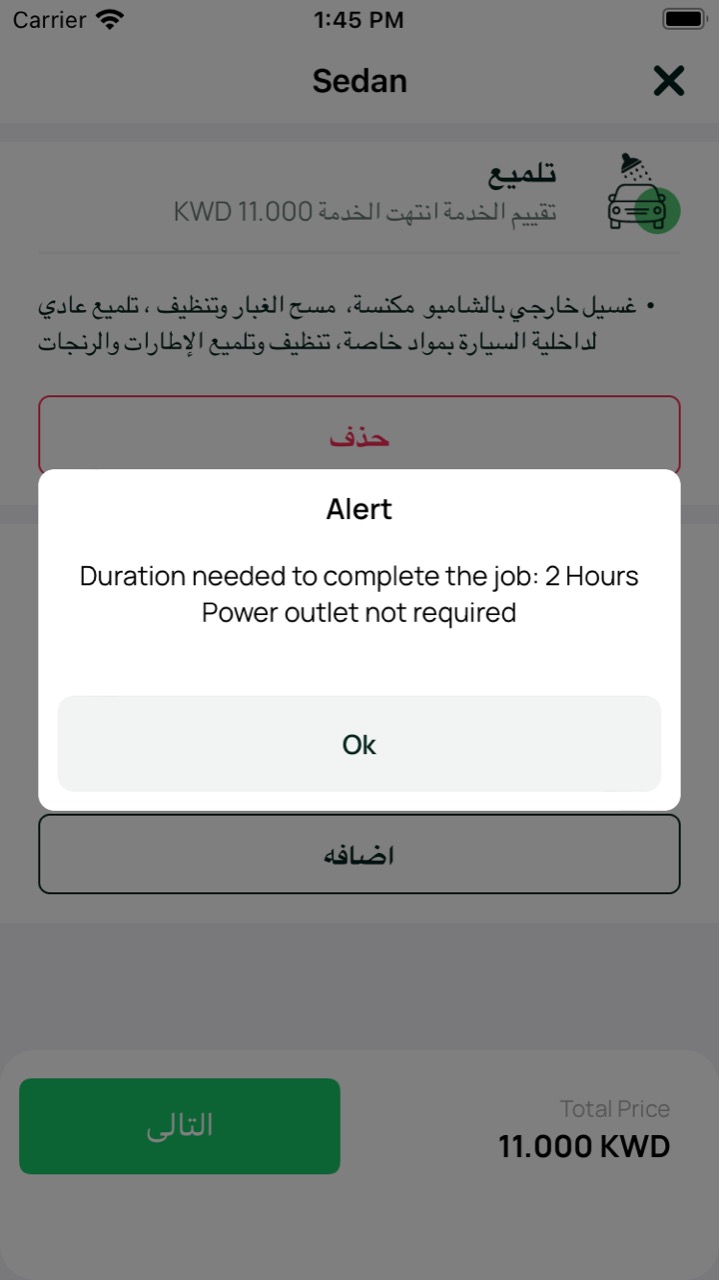 Carrier 1:45 PM
Sedan
تلميع
تقييم الخدمة انتهت الخدمة 11.000 KWD
• غسيل خارجي بالشامبو مكنسة، مسح الغبار وتنظيف ، تلميع عادي
لداخلية السيارة بمواد خاصة، تنظيف وتلميع الإطارات والرنجات
حذف
Alert
Duration needed to complete the job: 2 Hours
Power outlet not required
Ok
اضافه
Total Price
التالى
11.000 KWD